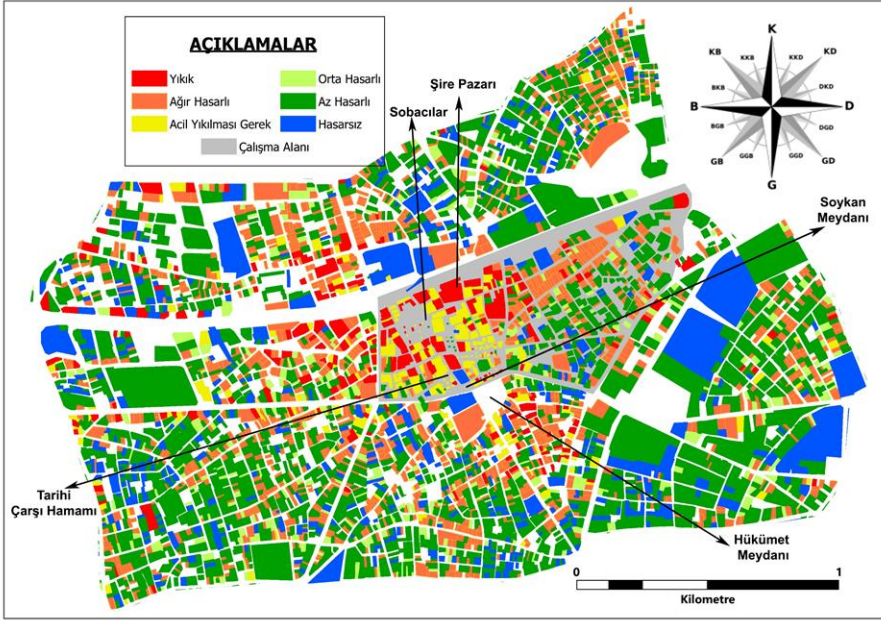 AÇIKLAMALAR
Yıkık
Ağır Hasarlı
Acil Yıkılması Gerek
Orta Hasarlı
Az Hasarlı
Hasarsız
Çalışma Alanı
Şire Pazarı
Sobacılar
K
KKB
KKD
KB
KD
BKB
DKD
B
D
BGB
DGD
GB
GD
GGB
GGD
G
Soykan
Meydanı
Tarihi
Çarşı Hamamı
Hükümet
Meydanı
0
1
Kilometre